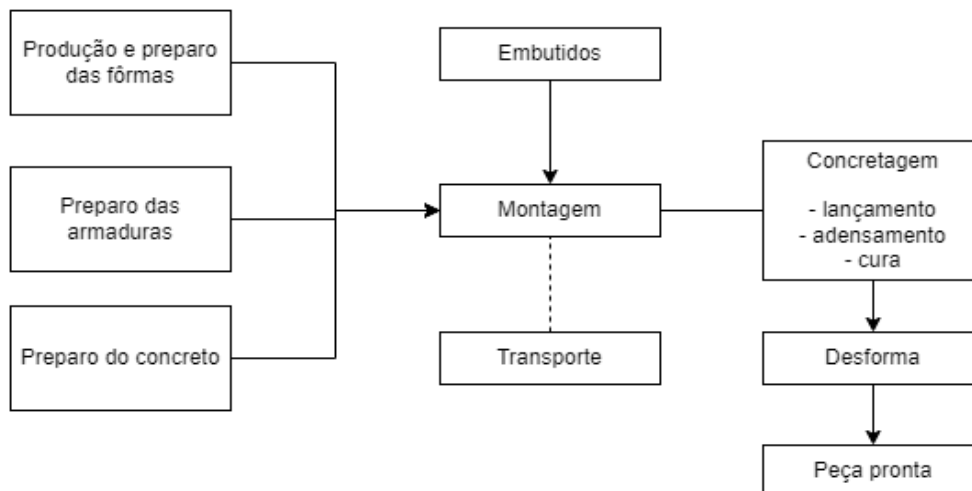 Produção e preparo
das fôrmas
Embutidos
Preparo das
armaduras
Montagem
Concretagem
- lançamento
- adensamento
- cura
Preparo do concreto
Transporte
Desforma
Peça pronta